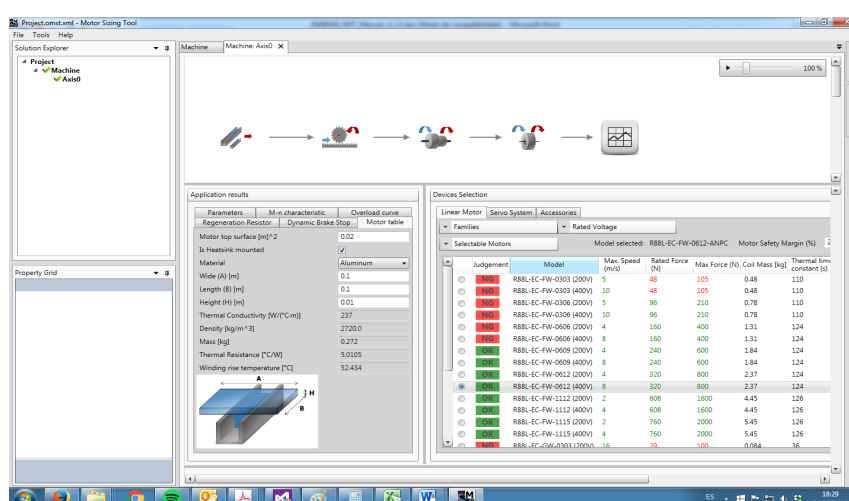 Project.omst.xml - Motor Sizing Tool
File Tools Help
Solution Explorer
Project
Machine
Axis0
Property Grid
Machine Machine: Axis0 X
100 %
Application results
Parameters M-n characteristic Overload curve
Regeneration Resistor Dynamic Brake Stop Motor table
Motor top surface [m]^2 0.02
Is Heatsink mounted
Material Aluminum
Wide (A) [m] 0.1
Length (B) [m] 0.1
Height (H) [m] 0.01
Thermal Conductivity [W/(°C·m)] 237
Density [kg/m^3] 2720.0
Mass [kg] 0.272
Thermal Resistance [°C/W] 5.0105
Winding rise temperature [°C] 52.434
A
H
B
Devices Selection
Linear Motor Servo System Accessories
Families Rated Voltage
Selectable Motors Model selected: R88L-EC-FW-0612-ANPC Motor Safety Margin (%) 2
Judgement Model Max. Speed (m/s) Rated Force (N) Max Force (N) Coil Mass [kg] Thermal time constant (s)
NG R88L-EC-FW-0303 (200V) 5 48 105 0.48 110
NG R88L-EC-FW-0303 (400V) 10 48 105 0.48 110
NG R88L-EC-FW-0306 (200V) 5 96 210 0.78 110
NG R88L-EC-FW-0306 (400V) 10 96 210 0.78 110
NG R88L-EC-FW-0606 (200V) 4 160 400 1.31 124
NG R88L-EC-FW-0606 (400V) 8 160 400 1.31 124
OK R88L-EC-FW-0609 (200V) 4 240 600 1.84 124
OK R88L-EC-FW-0609 (400V) 8 240 600 1.84 124
OK R88L-EC-FW-0612 (200V) 4 320 800 2.37 124
OK R88L-EC-FW-0612 (400V) 8 320 800 2.37 124
OK R88L-EC-FW-1112 (200V) 2 608 1600 4.45 126
OK R88L-EC-FW-1112 (400V) 4 608 1600 4.45 126
OK R88L-EC-FW-1115 (200V) 2 760 2000 5.45 126
OK R88L-EC-FW-1115 (400V) 4 760 2000 5.45 126
NG R88L-EC-GW-0303 (200V) 16 29 100 0.084 36
ES 18:29